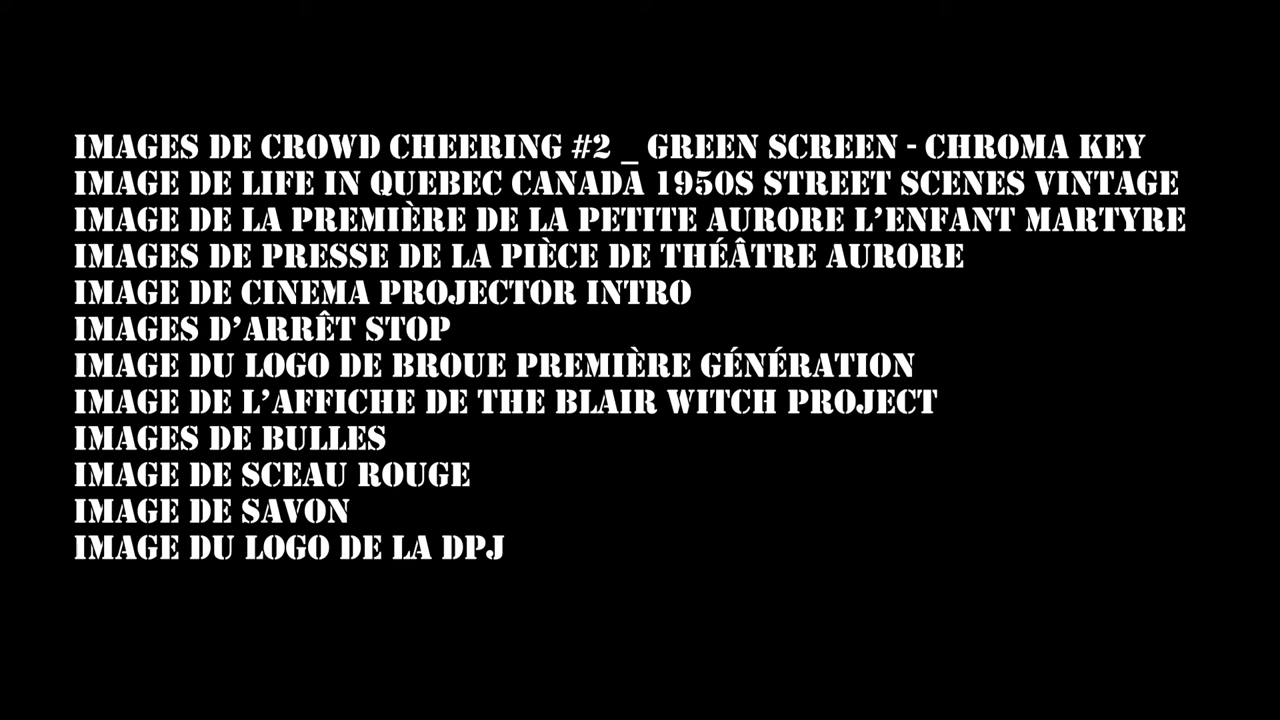 IMAGES DE CROWD CHEERING #2 _ GREEN SCREEN - CHROMA KEY
IMAGE DE LIFE IN QUEBEC CANADA 1950S STREET SCENES VINTAGE
IMAGE DE LA PREMIÈRE DE LA PETITE AURORE L'ENFANT MARTYRE
IMAGES DE PRESSE DE LA PIÈCE DE THÉÂTRE AURORE
IMAGE DE CINEMA PROJECTOR INTRO
IMAGES D'ARRÊT STOP
IMAGE DU LOGO DE BROUE PREMIÈRE GÉNÉRATION
IMAGE DE L'AFFICHE DE THE BLAIR WITCH PROJECT
IMAGES DE BULLES
IMAGE DE SCEAU ROUGE
IMAGE DE SAVON
IMAGE DU LOGO DE LA DPJ